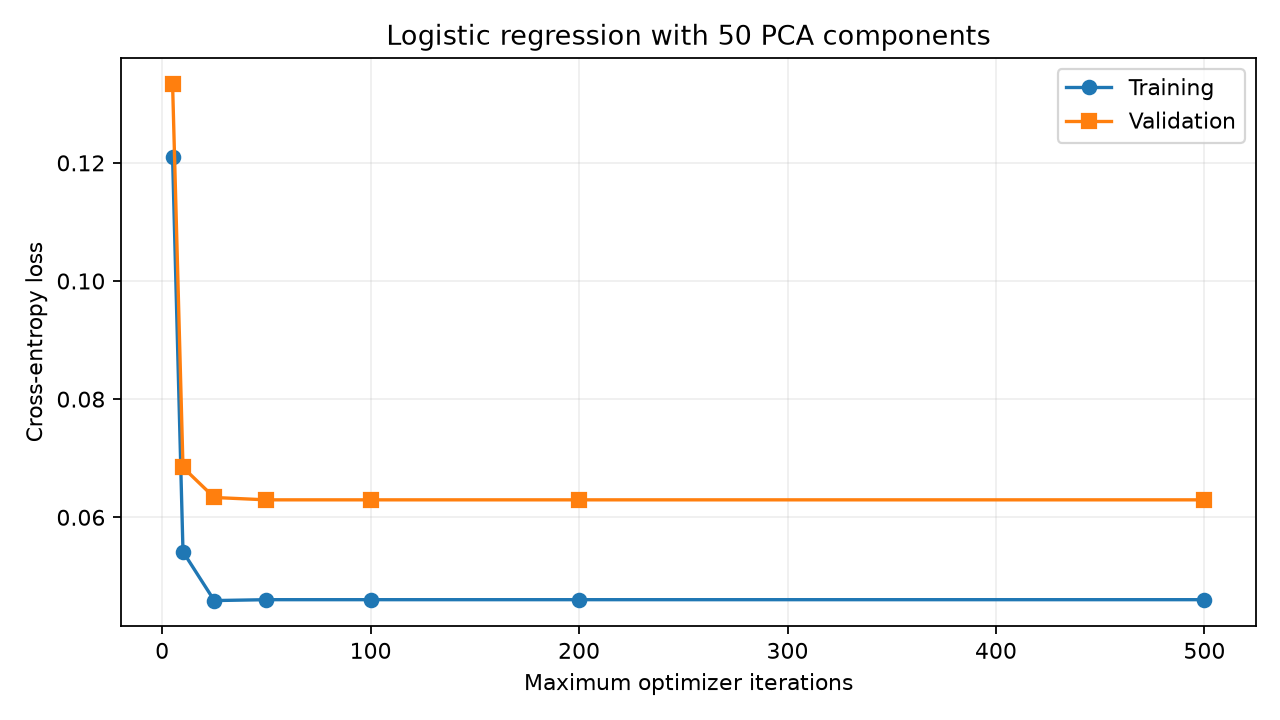 Logistic regression with 50 PCA components
Training
Validation
Cross-entropy loss
0.12
0.10
0.08
0.06
0 100 200 300 400 500
Maximum optimizer iterations